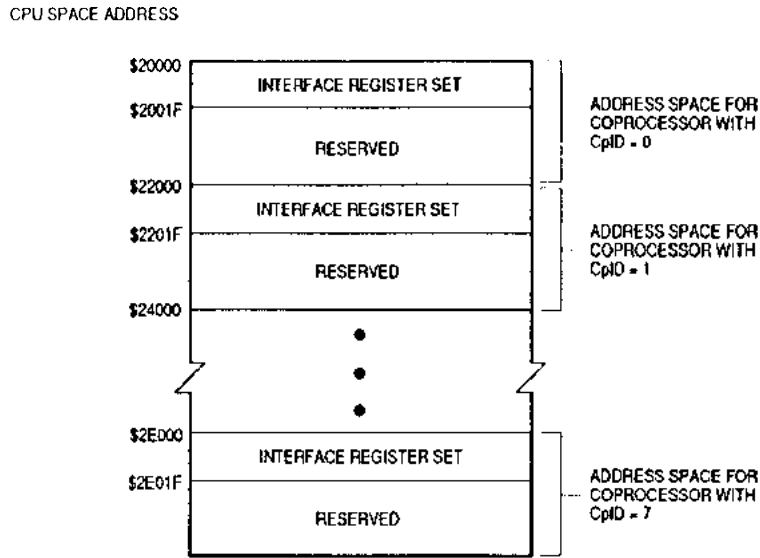 CPU SPACE ADDRESS
$20000
INTERFACE REGISTER SET
$2001F
RESERVED
ADDRESS SPACE FOR
COPROCESSOR WITH
CpID = 0
$22000
INTERFACE REGISTER SET
$2201F
RESERVED
ADDRESS SPACE FOR
COPROCESSOR WITH
CpID = 1
$24000
$2E000
INTERFACE REGISTER SET
$2E01F
RESERVED
ADDRESS SPACE FOR
COPROCESSOR WITH
CpID = 7